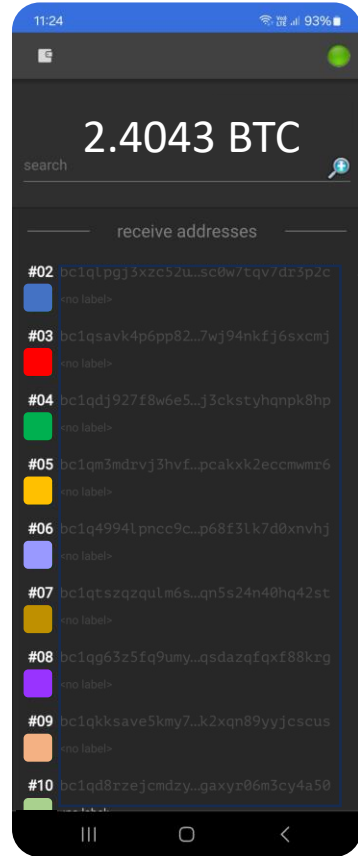 11:24 93%
2.4043 BTC
search
receive addresses
#02 bc1qlpgj3xzc52u…sc0w7tqv7dr3p2c
<no label>
#03 bc1qsavk4p6pp82…7wj94nkfj6sxcmj
<no label>
#04 bc1qdj927f8w6e5…j3ckstyhqnpk8hp
<no label>
#05 bc1qm3mdrvj3hvf…pcakxk2eccmwmr6
<no label>
#06 bc1q4994lpncc9c…p68f3lk7d0xnvhj
<no label>
#07 bc1qtszqzqulm6s…qn5s24n40hq42st
<no label>
#08 bc1qg63z5fq9umy…qsdazqfqxf88krg
<no label>
#09 bc1qkksave5kmy7…k2xqn89yyjcscus
<no label>
#10 bc1qd8rzejcmdzy…gaxyr06m3cy4a50